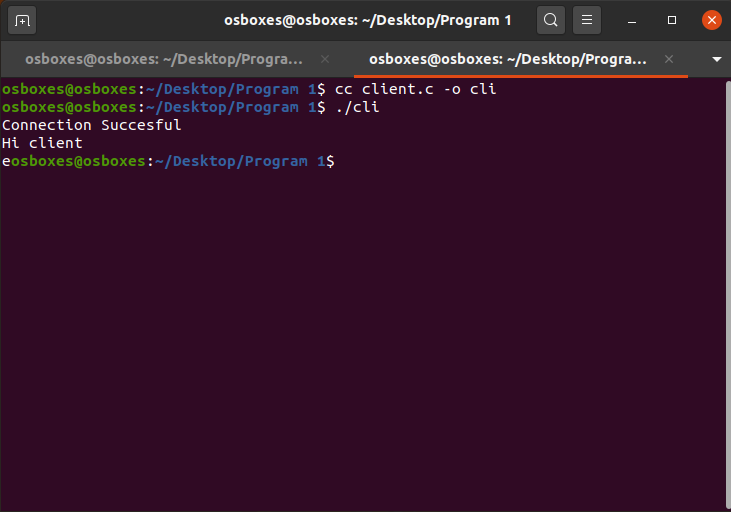 osboxes@osboxes: ~/Desktop/Program 1
osboxes@osboxes: ~/Desktop/Progra...
osboxes@osboxes: ~/Desktop/Progra...
osboxes@osboxes:~/Desktop/Program 1$ cc client.c -o cli
osboxes@osboxes:~/Desktop/Program 1$ ./cli
Connection Succesful
Hi client
eosboxes@osboxes:~/Desktop/Program 1$